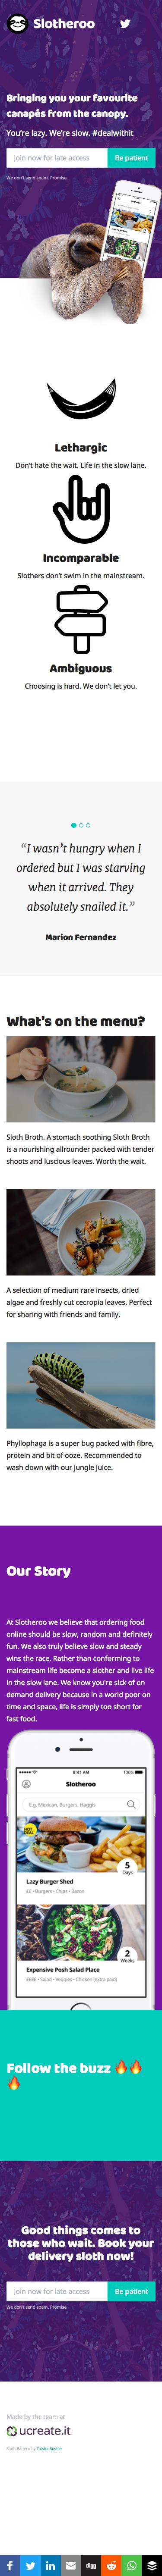 Slotheroo
Bringing you your favourite
canapés from the canopy.
You're lazy. We're slow. #dealwithit
Join now for late access
Be patient
We don't send spam. Promise
Lethargic
Don't hate the wait. Life in the slow lane.
Incomparable
Slothers don't swim in the mainstream.
Ambiguous
Choosing is hard. We don't let you.
“I wasn't hungry when I
ordered but I was starving
when it arrived. They
absolutely snailed it.”
Marion Fernandez
What's on the menu?
Sloth Broth. A stomach soothing Sloth Broth
is a nourishing allrounder packed with tender
shoots and luscious leaves. Worth the wait.
A selection of medium rare insects, dried
algae and freshly cut cecropia leaves. Perfect
for sharing with friends and family.
Phyllophaga is a super bug packed with fibre,
protein and bit of ooze. Recommended to
wash down with our jungle juice.
Our Story
At Slotheroo we believe that ordering food
online should be slow, random and definitely
fun. We also truly believe slow and steady
wins the race. Rather than conforming to
mainstream life become a slother and live life
in the slow lane. We know you're sick of on
demand delivery because in a world poor on
time and space, life is simply too short for
fast food.
9:41 AM
100%
Slotheroo
E.g. Mexican, Burgers, Haggis
5
Days
Lazy Burger Shed
££ • Burgers • Chips • Bacon
2
Weeks
Expensive Posh Salad Place
££££ • Salad • Veggies • Chicken (extra paid)
Follow the buzz 🔥🔥
🔥
Good things comes to
those who wait. Book your
delivery sloth now!
Join now for late access
Be patient
We don't send spam. Promise
Made by the team at
ucreate.it
digg